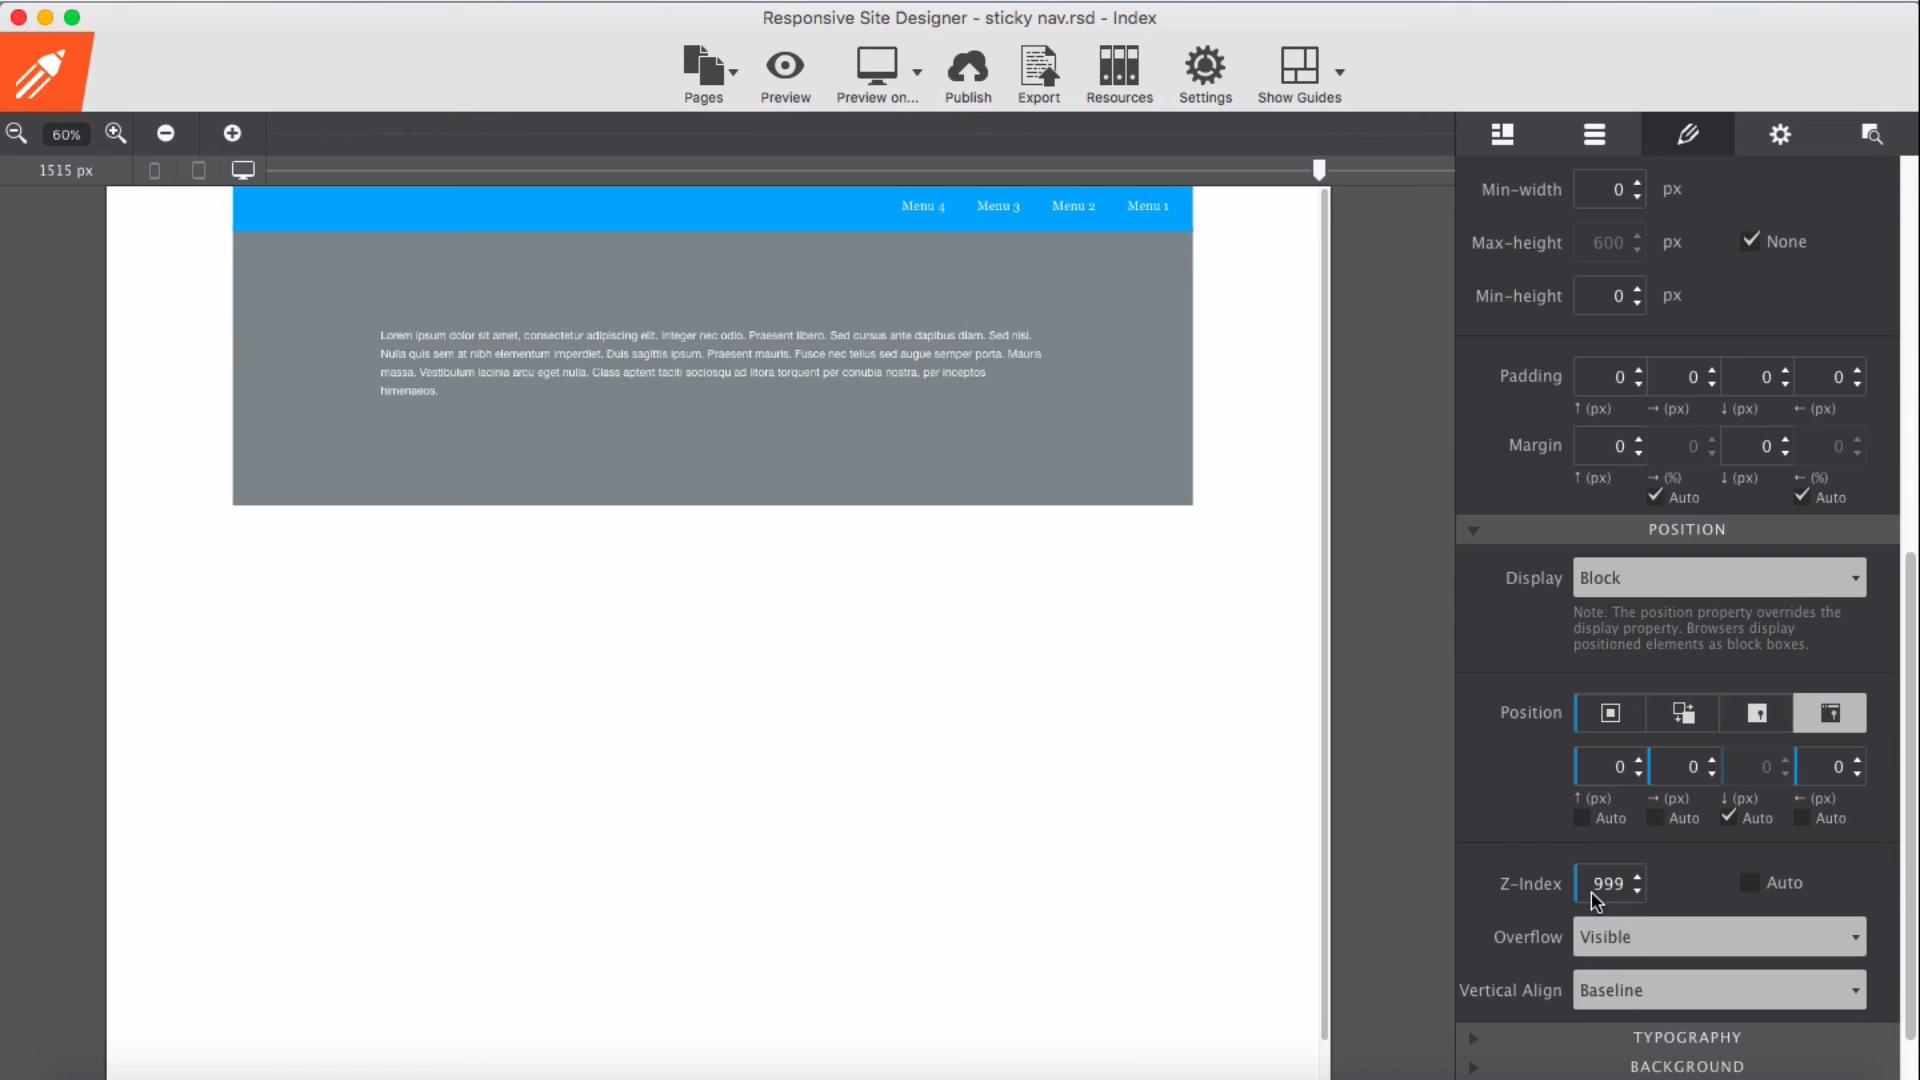 Responsive Site Designer - sticky nav.rsd - Index
Pages
Preview
Preview on...
Publish
Export
Resources
Settings
Show Guides
60%
1515 px
Menu 4 Menu 3 Menu 2 Menu 1
Lorem ipsum dolor sit amet, consectetur adipiscing elit. Integer nec odio. Praesent libero. Sed cursus ante dapibus diam. Sed nisi.
Nulla quis sem at nibh elementum imperdiet. Duis sagittis ipsum. Praesent mauris. Fusce nec tellus sed augue semper porta. Mauris
massa. Vestibulum lacinia arcu eget nulla. Class aptent taciti sociosqu ad litora torquent per conubia nostra, per inceptos
himenaeos.
Min-width 0 px
Max-height 600 px None
Min-height 0 px
Padding 0 0 0 0
↑ (px) → (px) ↓ (px) ← (px)
Margin 0 0 0 0
↑ (px) → (%) ↓ (px) ← (%)
Auto Auto
POSITION
Display Block
Note: The position property overrides the
display property. Browsers display
positioned elements as block boxes.
Position
0 0 0 0
↑ (px) → (px) ↓ (px) ← (px)
Auto Auto Auto Auto
Z-Index 999 Auto
Overflow Visible
Vertical Align Baseline
TYPOGRAPHY
BACKGROUND